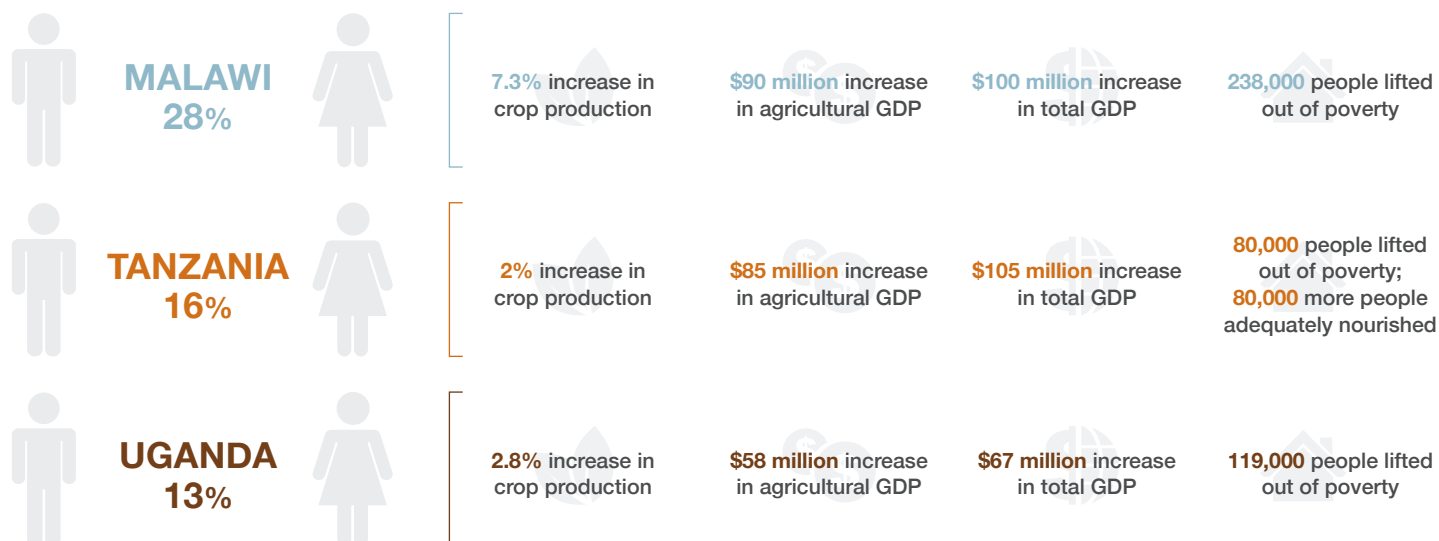 MALAWI
28%
7.3% increase in
crop production
$90 million increase
in agricultural GDP
$100 million increase
in total GDP
238,000 people lifted
out of poverty
TANZANIA
16%
2% increase in
crop production
$85 million increase
in agricultural GDP
$105 million increase
in total GDP
80,000 people lifted
out of poverty;
80,000 more people
adequately nourished
UGANDA
13%
2.8% increase in
crop production
$58 million increase
in agricultural GDP
$67 million increase
in total GDP
119,000 people lifted
out of poverty